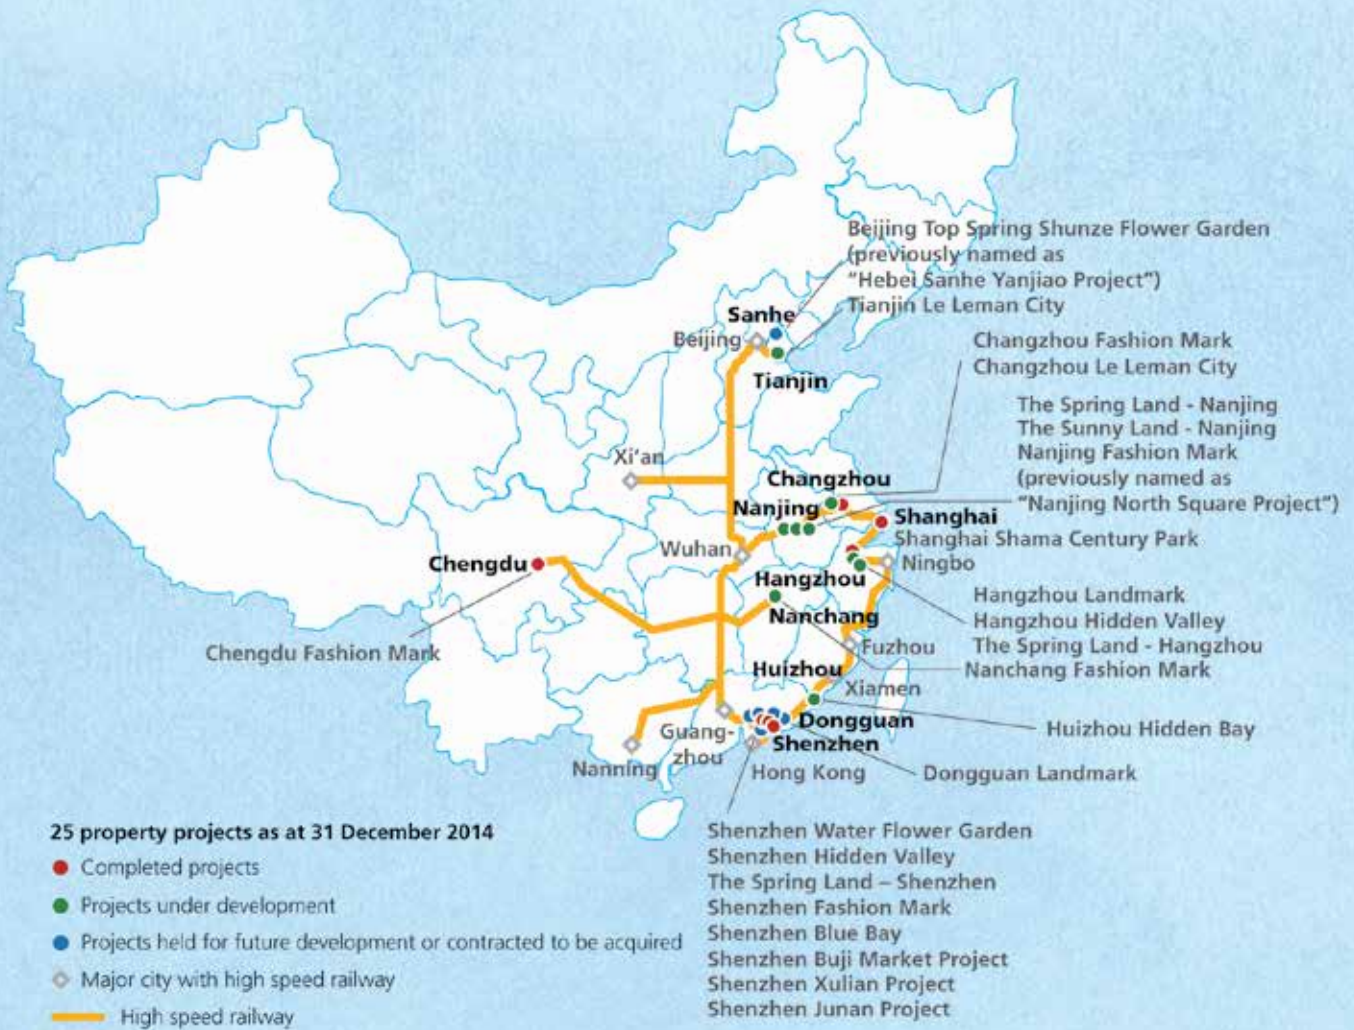 Beijing Top Spring Shunze Flower Garden
(previously named as
"Hebei Sanhe Yanjiao Project")
Tianjin Le Leman City
Sanhe
Beijing
Tianjin
Changzhou Fashion Mark
Changzhou Le Leman City
The Spring Land - Nanjing
The Sunny Land - Nanjing
Nanjing Fashion Mark
(previously named as
"Nanjing North Square Project")
Xi'an
Changzhou
Nanjing
Shanghai
Shanghai Shama Century Park
Wuhan
Ningbo
Chengdu
Hangzhou
Hangzhou Landmark
Hangzhou Hidden Valley
The Spring Land - Hangzhou
Nanchang
Nanchang Fashion Mark
Chengdu Fashion Mark
Fuzhou
Huizhou
Xiamen
Huizhou Hidden Bay
Dongguan
Guang-
zhou
Shenzhen
Nanning
Hong Kong
Dongguan Landmark
Shenzhen Water Flower Garden
Shenzhen Hidden Valley
The Spring Land – Shenzhen
Shenzhen Fashion Mark
Shenzhen Blue Bay
Shenzhen Buji Market Project
Shenzhen Xulian Project
Shenzhen Junan Project
25 property projects as at 31 December 2014
Completed projects
Projects under development
Projects held for future development or contracted to be acquired
Major city with high speed railway
High speed railway